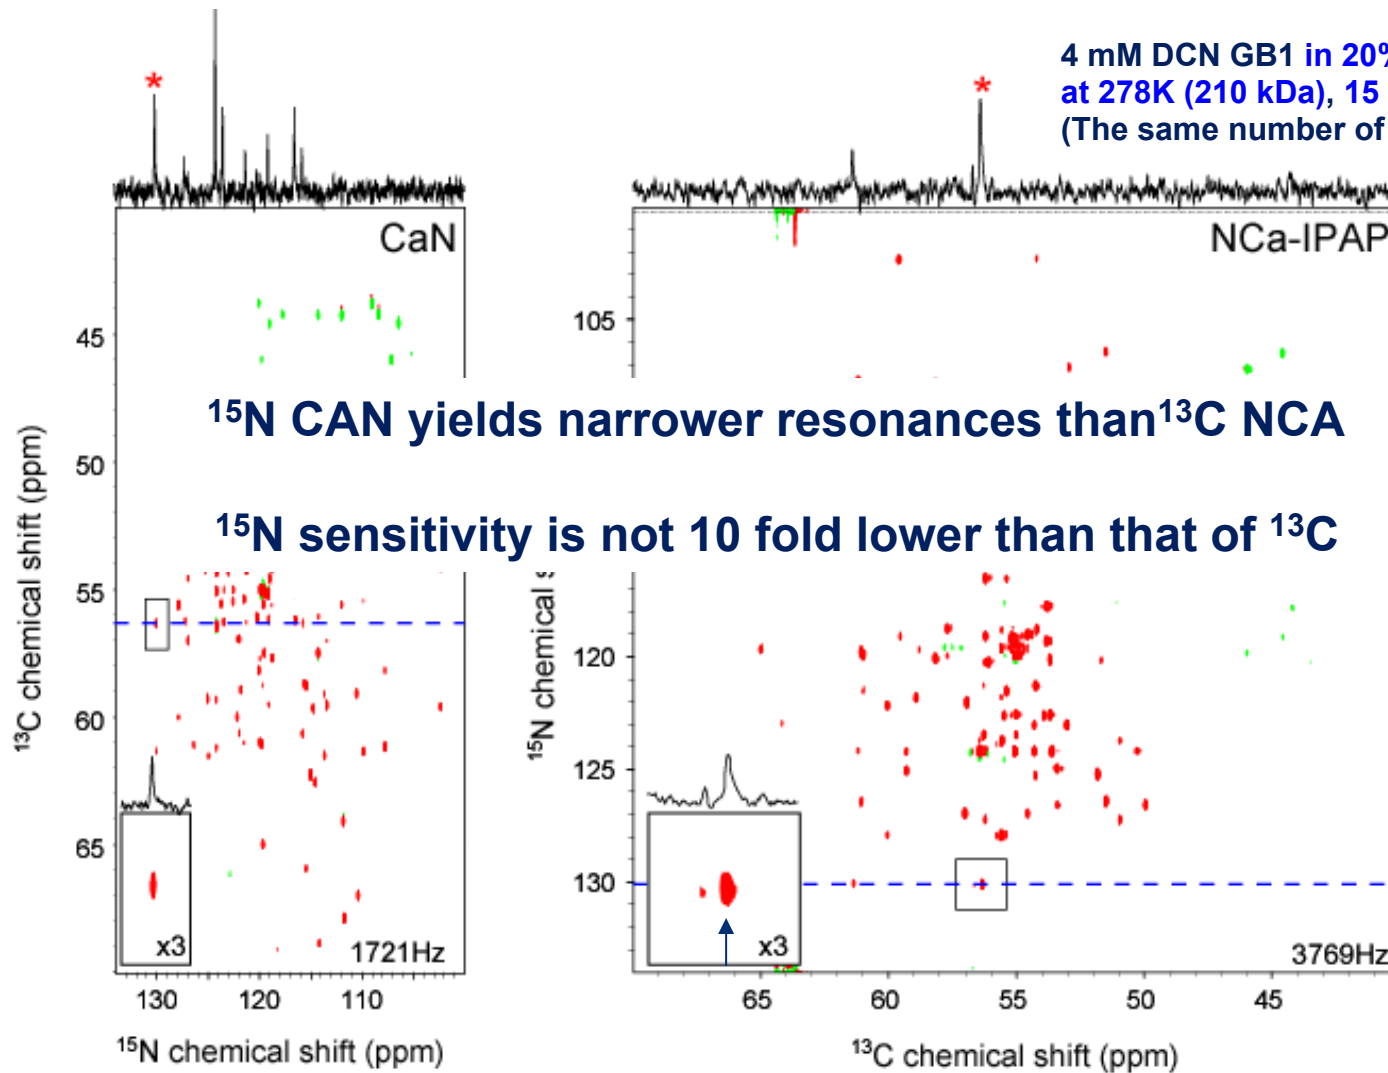 4 mM DCN GB1 in 20%
at 278K (210 kDa), 15
(The same number of
*
*
CaN
NCa-IPAP
45
50
55
60
65
105
120
125
130
¹⁵N CAN yields narrower resonances than¹³C NCA
¹⁵N sensitivity is not 10 fold lower than that of ¹³C
¹³C chemical shift (ppm)
¹⁵N chemical s
x3
1721Hz
x3
3769Hz
130 120 110
65 60 55 50 45
¹⁵N chemical shift (ppm)
¹³C chemical shift (ppm)